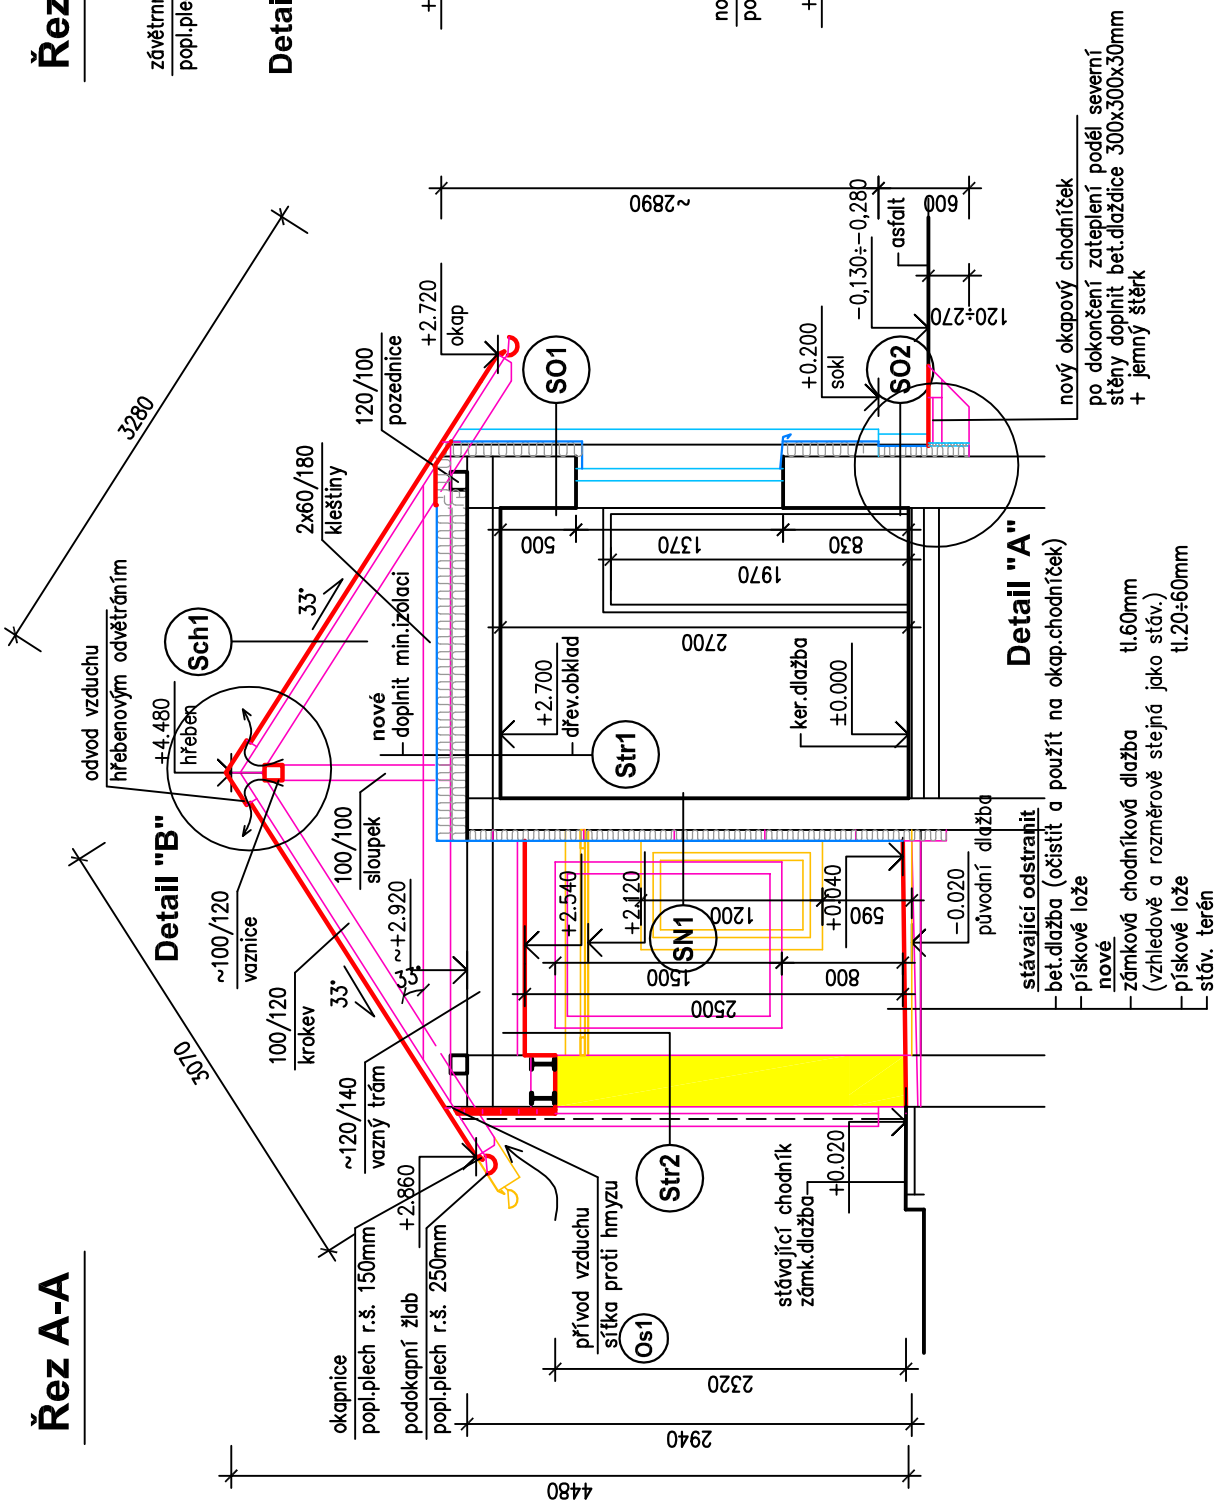 Řez A-A
Řez
závětrn
popl.ple
Detai
+
no
po
+
3280
3070
odvod vzduchu
hřebenovým odvětráním
+4.480
hřeben
Sch1
33°
2x60/180
kleštiny
120/100
pozednice
+2.720
okap
~2890
Detail "B"
~100/120
vaznice
100/120
krokev
33°
33°
100/100
sloupek
~+2.920
nové
doplnit min.izolaci
~120/140
vazný trám
okapnice
popl.plech r.š. 150mm
podokapní žlab
popl.plech r.š. 250mm
+2.860
přívod vzduchu
síťka proti hmyzu
Os1
Str2
SN1
Str1
SO1
SO2
+2.540
+2.120
+0.040
-0.020
původní dlažba
+2.700
dřev.obklad
ker.dlažba
±0.000
500
1370
830
1970
2700
1200
590
1500
800
2500
+0.200
sokl
-0,130÷-0,280
asfalt
600
120÷270
stávající chodník
zámk.dlažba
+0.020
2320
2940
4480
Detail "A"
nový okapový chodníček
po dokončení zateplení podél severní
stěny doplnit bet.dlaždice 300x300x30mm
+ jemný štěrk
stávající odstranit
bet.dlažba (očistit a použít na okap.chodníček)
pískové lože
nové
zámková chodníková dlažba tl.60mm
(vzhledově a rozměrově stejná jako stáv.)
pískové lože tl.20÷60mm
stáv. terén